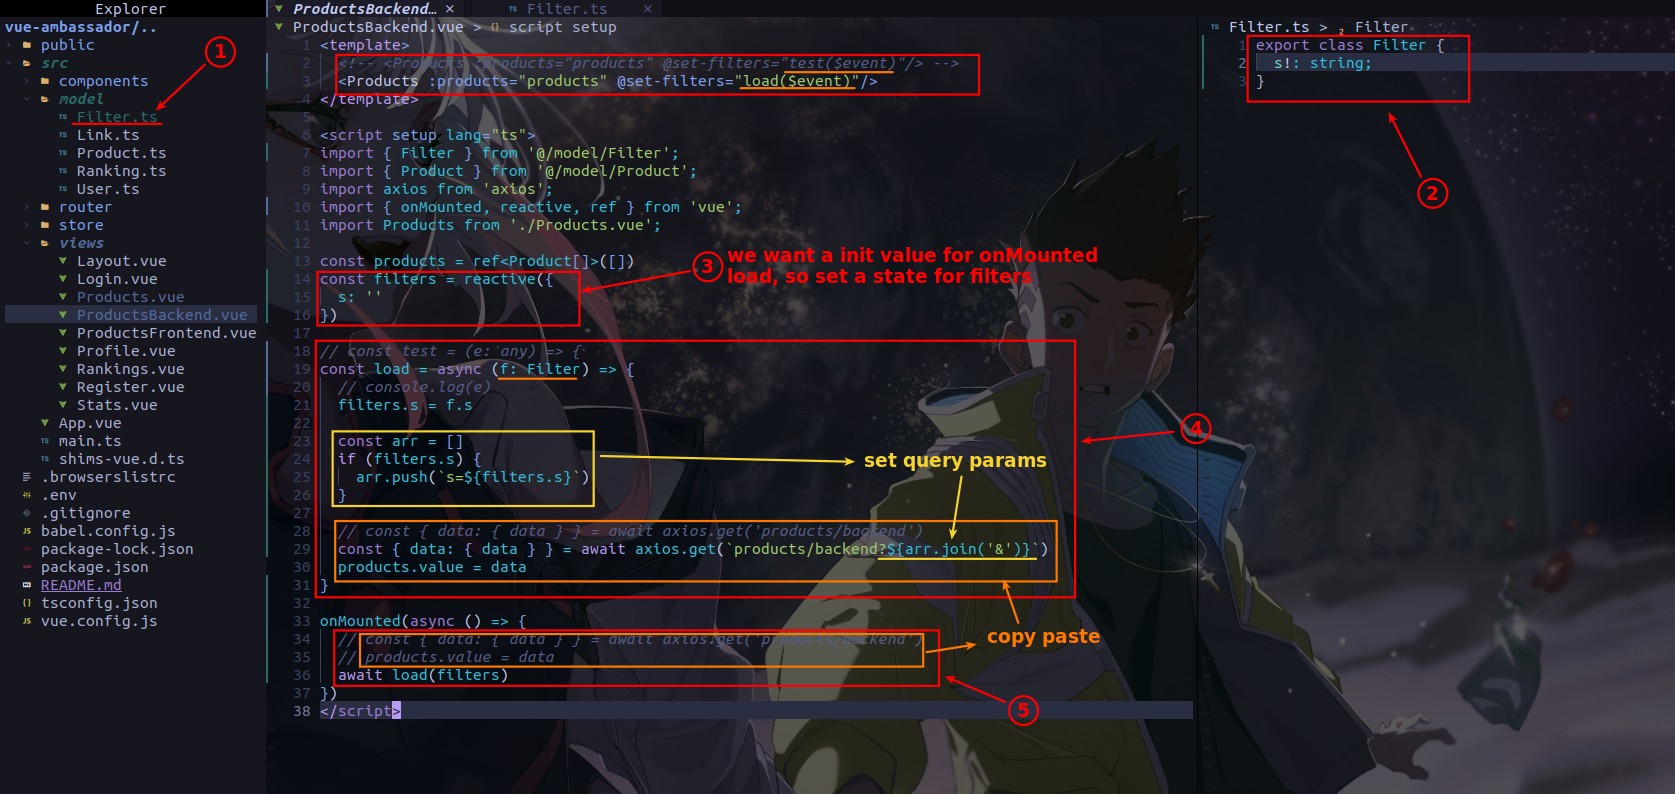 Explorer
vue-ambassador/..
public
src
components
model
Filter.ts
Link.ts
Product.ts
Ranking.ts
User.ts
router
store
views
Layout.vue
Login.vue
Products.vue
ProductsBackend.vue
ProductsFrontend.vue
Profile.vue
Rankings.vue
Register.vue
Stats.vue
App.vue
main.ts
shims-vue.d.ts
.browserslistrc
.env
.gitignore
babel.config.js
package-lock.json
package.json
README.md
tsconfig.json
vue.config.js
1
ProductsBackend… ×
TS Filter.ts ×
ProductsBackend.vue > {} script setup
1 <template>
2 <!-- <Products :products="products" @set-filters="test($event)"/> -->
3 <Products :products="products" @set-filters="load($event)"/>
4 </template>
5
6 <script setup lang="ts">
7 import { Filter } from '@/model/Filter';
8 import { Product } from '@/model/Product';
9 import axios from 'axios';
10 import { onMounted, reactive, ref } from 'vue';
11 import Products from './Products.vue';
12
13 const products = ref<Product[]>([])
14 const filters = reactive({
15 s: ''
16 })
17
18 // const test = (e: any) => {
19 const load = async (f: Filter) => {
20 // console.log(e)
21 filters.s = f.s
22
23 const arr = []
24 if (filters.s) {
25 arr.push(`s=${filters.s}`)
26 }
27
28 // const { data: { data } } = await axios.get('products/backend')
29 const { data: { data } } = await axios.get(`products/backend?${arr.join('&')}`)
30 products.value = data
31 }
32
33 onMounted(async () => {
34 // const { data: { data } } = await axios.get('products/backend')
35 // products.value = data
36 await load(filters)
37 })
38 </script>
3 we want a init value for onMounted
load, so set a state for filters
4
set query params
copy paste
5
TS Filter.ts > Filter
1 export class Filter {
2 s!: string;
3 }
2